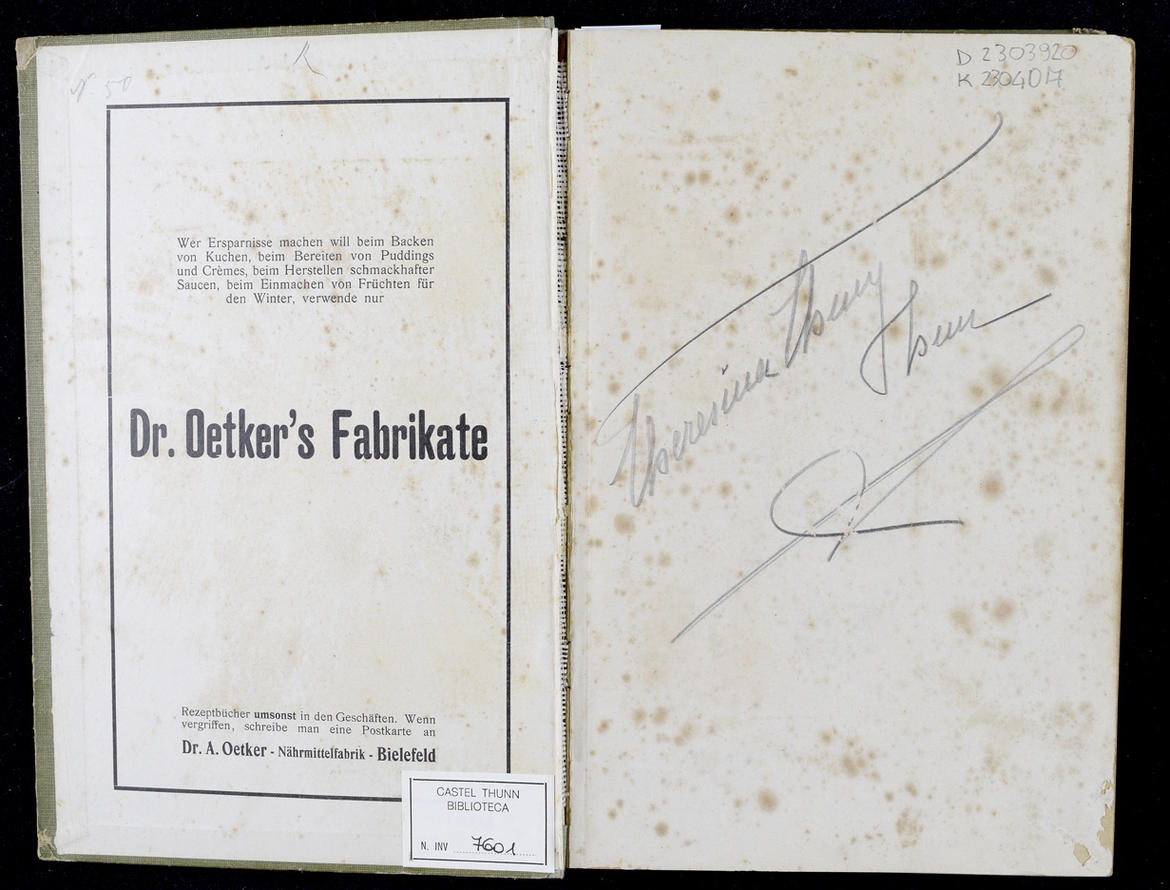 K
50
Wer Ersparnisse machen will beim Backen
von Kuchen, beim Bereiten von Puddings
und Crèmes, beim Herstellen schmackhafter
Saucen, beim Einmachen von Früchten für
den Winter, verwende nur
Dr. Oetker's Fabrikate
Rezeptbücher umsonst in den Geschäften. Wenn
vergriffen, schreibe man eine Postkarte an
Dr. A. Oetker - Nährmittelfabrik - Bielefeld
CASTEL THUNN
BIBLIOTECA
N. INV 7601
D 2303920
K 2304017
Theresina Thun
Thun